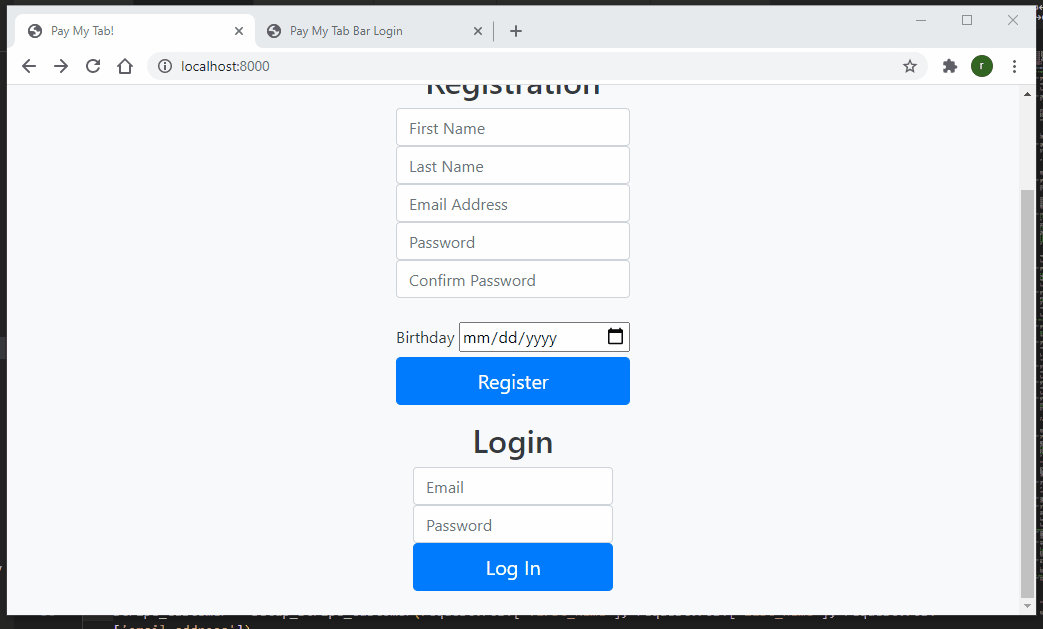 Pay My Tab!
Pay My Tab Bar Login
localhost:8000
r
Registration
First Name
Last Name
Email Address
Password
Confirm Password
Birthday mm/dd/yyyy
Register
Login
Email
Password
Log In